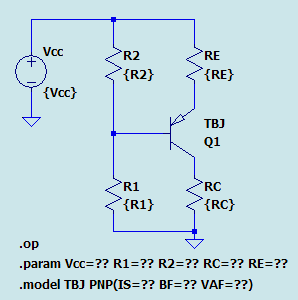 Vcc
{Vcc}
R2
{R2}
RE
{RE}
TBJ
Q1
R1
{R1}
RC
{RC}
.op
.param Vcc=?? R1=?? R2=?? RC=?? RE=??
.model TBJ PNP(IS=?? BF=?? VAF=??)